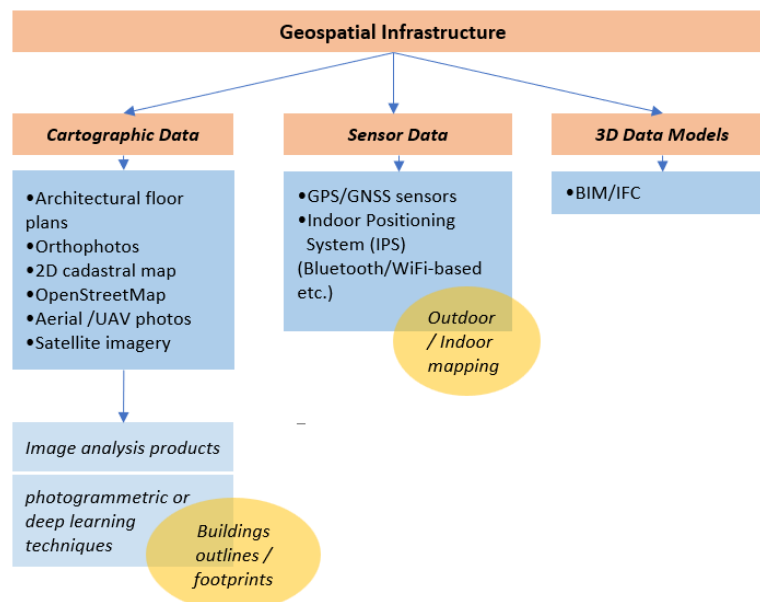 Geospatial Infrastructure
Cartographic Data
Sensor Data
3D Data Models
•Architectural floor
plans
•Orthophotos
•2D cadastral map
•OpenStreetMap
•Aerial /UAV photos
•Satellite imagery
•GPS/GNSS sensors
•Indoor Positioning
System (IPS)
(Bluetooth/WiFi-based
etc.)
•BIM/IFC
Outdoor
/ Indoor
mapping
Image analysis products
photogrammetric or
deep learning
techniques
Buildings
outlines /
footprints